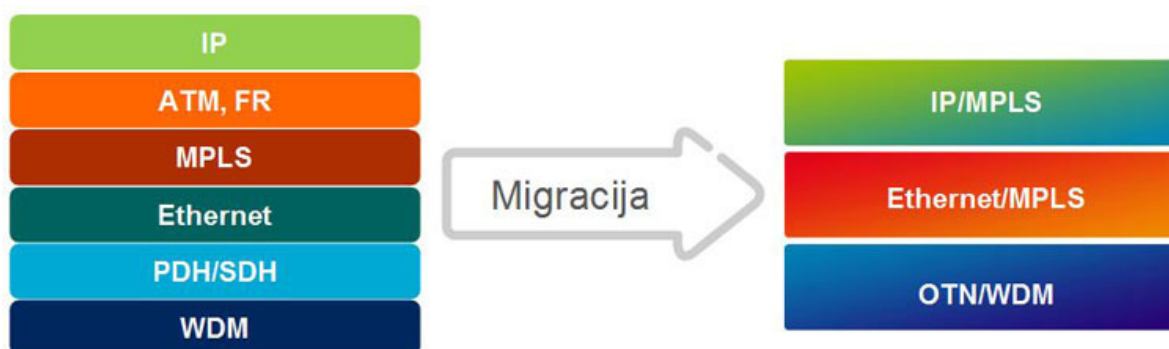 IP
ATM, FR
MPLS
Ethernet
PDH/SDH
WDM
Migracija
IP/MPLS
Ethernet/MPLS
OTN/WDM